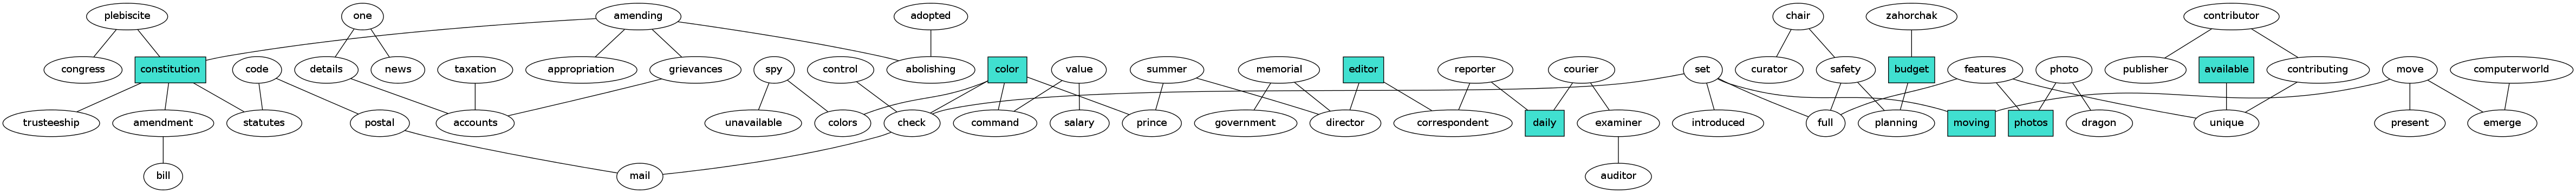 plebiscite one amending adopted chair zahorchak contributor
congress constitution code details news taxation appropriation grievances spy control abolishing color value summer memorial editor reporter courier set curator safety budget features photo publisher available contributing move computerworld
trusteeship amendment statutes postal accounts unavailable colors check command salary prince government director correspondent daily examiner introduced full planning moving photos dragon unique present emerge
bill mail auditor